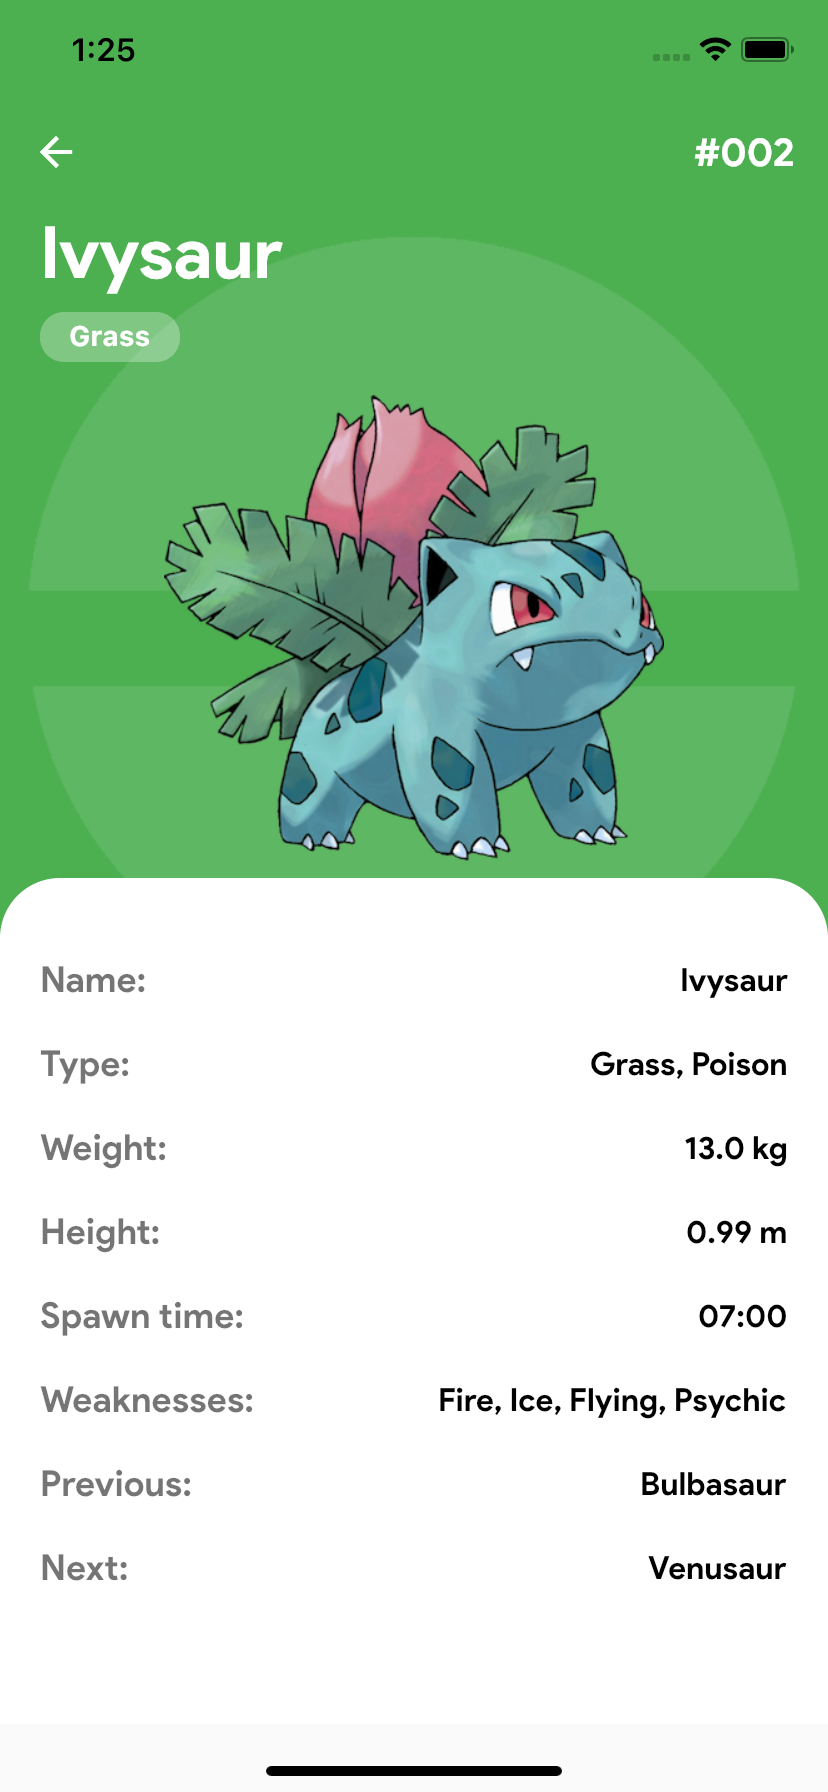 1:25
#002
Ivysaur
Grass
Name: Ivysaur
Type: Grass, Poison
Weight: 13.0 kg
Height: 0.99 m
Spawn time: 07:00
Weaknesses: Fire, Ice, Flying, Psychic
Previous: Bulbasaur
Next: Venusaur